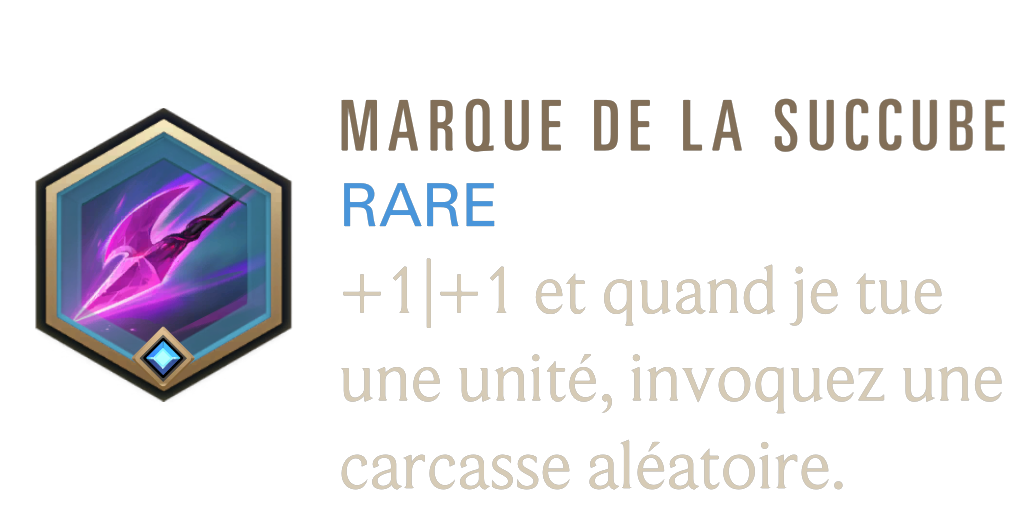 MARQUE DE LA SUCCUBE
RARE
+1|+1 et quand je tue
une unité, invoquez une
carcasse aléatoire.